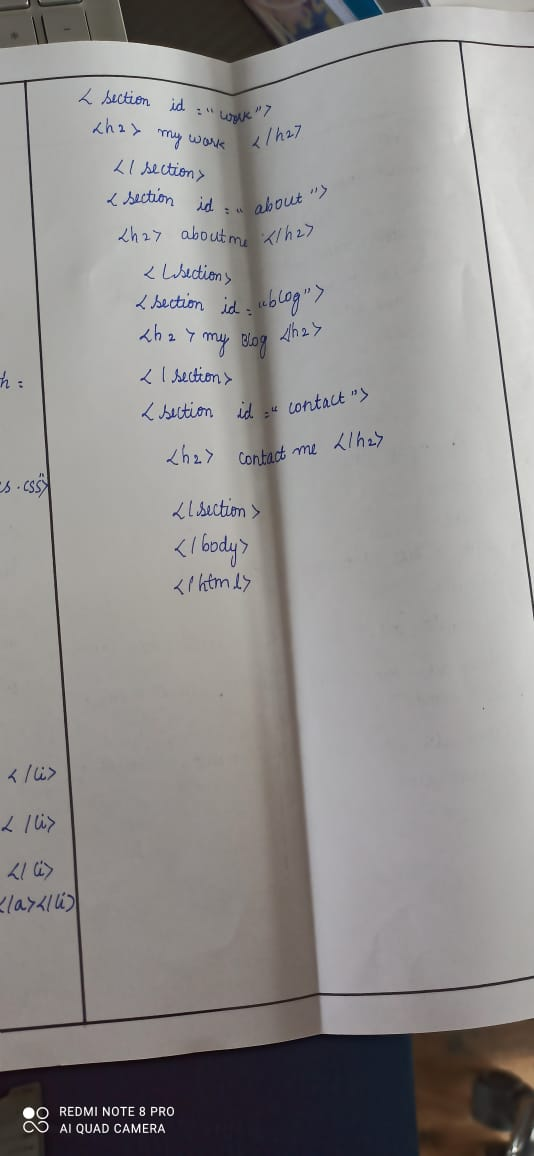 < section id = "work">
<h2> my work </h2>
</ section>
< section id = " about ">
<h2> about me </h2>
</section>
< section id = "blog">
<h2> my Blog </h2>
</ section>
< section id = " contact ">
<h2> contact me </h2>
</section>
</ body>
</html>
h =
s.css">
</li>
</li>
</li>
</a></li>
REDMI NOTE 8 PRO
AI QUAD CAMERA